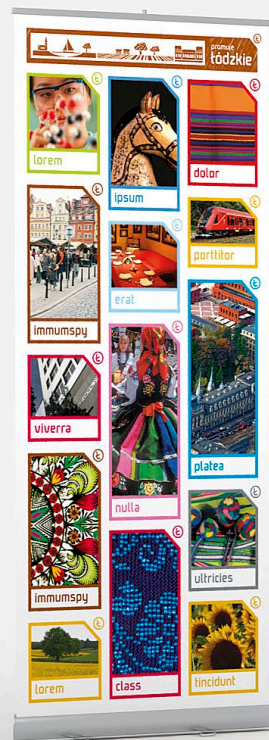 promuje
łódzkie
lorem
ipsum
dolor
porttitor
immumspy
erat
viverra
platea
nulla
immumspy
ultricies
lorem
class
tincidunt